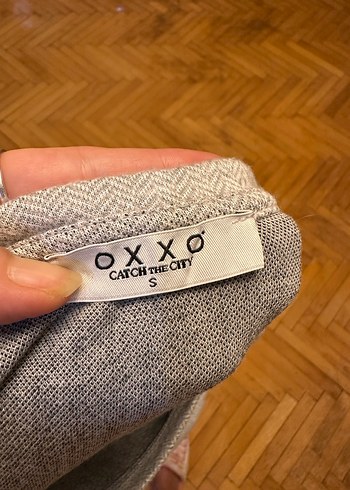 OXXO
CATCH THE CITY
S